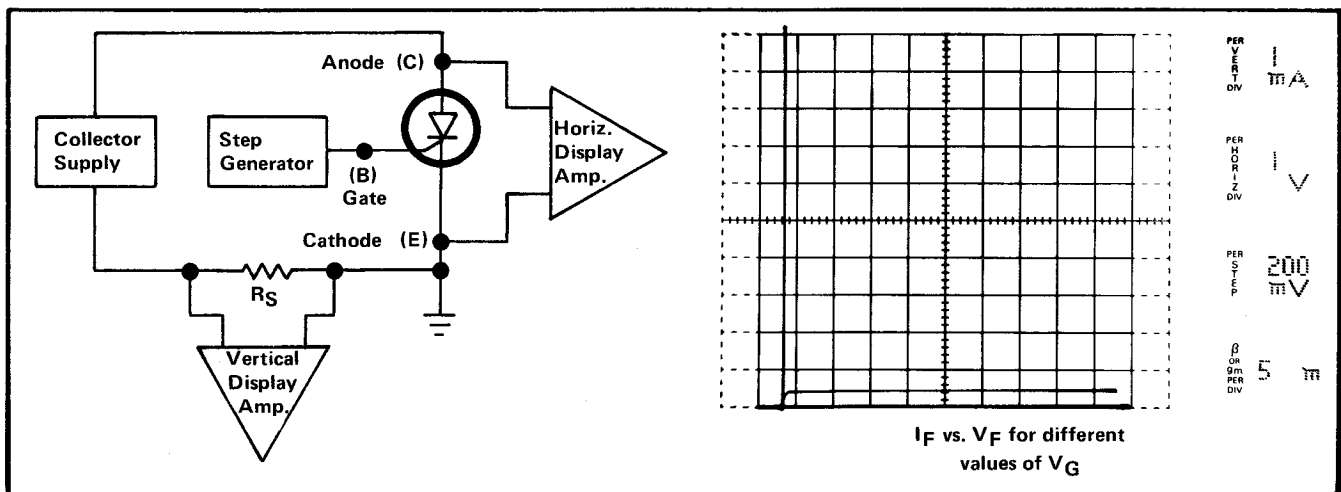 Anode (C)
Collector
Supply
Step
Generator
(B)
Gate
Horiz.
Display
Amp.
Cathode (E)
RS
Vertical
Display
Amp.
PER
VERT
DIV
1
mA
PER
HORIZ
DIV
1
V
PER
STEP
200
mV
β
OR
gm
PER
DIV
5 m
IF vs. VF for different
values of VG